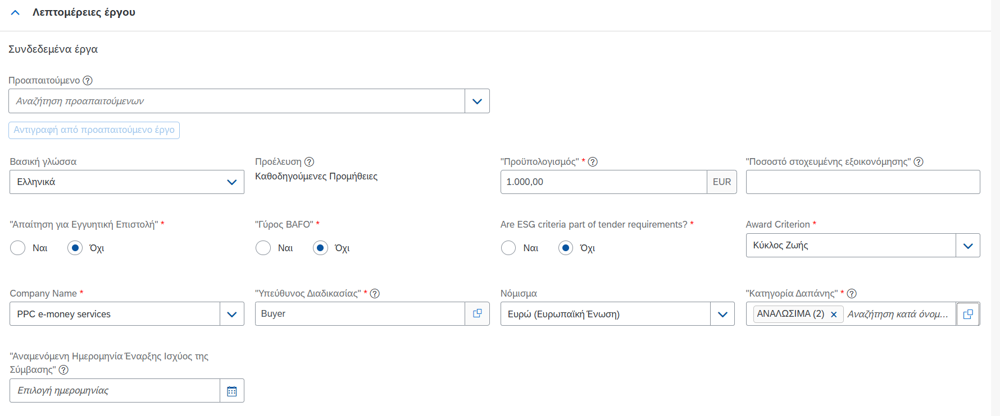 Λεπτομέρειες έργου
Συνδεδεμένα έργα
Προαπαιτούμενο
Αναζήτηση προαπαιτούμενων
Αντιγραφή από προαπαιτούμενο έργο
Βασική γλώσσα
Ελληνικά
Προέλευση
Καθοδηγούμενες Προμήθειες
"Προϋπολογισμός" *
1.000,00 EUR
"Ποσοστό στοχευμένης εξοικονόμησης"
"Απαίτηση για Εγγυητική Επιστολή" *
Ναι Όχι
"Γύρος BAFO" *
Ναι Όχι
Are ESG criteria part of tender requirements? *
Ναι Όχι
Award Criterion *
Κύκλος Ζωής
Company Name *
PPC e-money services
"Υπεύθυνος Διαδικασίας" *
Buyer
Νόμισμα
Ευρώ (Ευρωπαϊκή Ένωση)
"Κατηγορία Δαπάνης" *
ΑΝΑΛΩΣΙΜΑ (2) Αναζήτηση κατά όνομ...
"Αναμενόμενη Ημερομηνία Έναρξης Ισχύος της
Σύμβασης"
Επιλογή ημερομηνίας